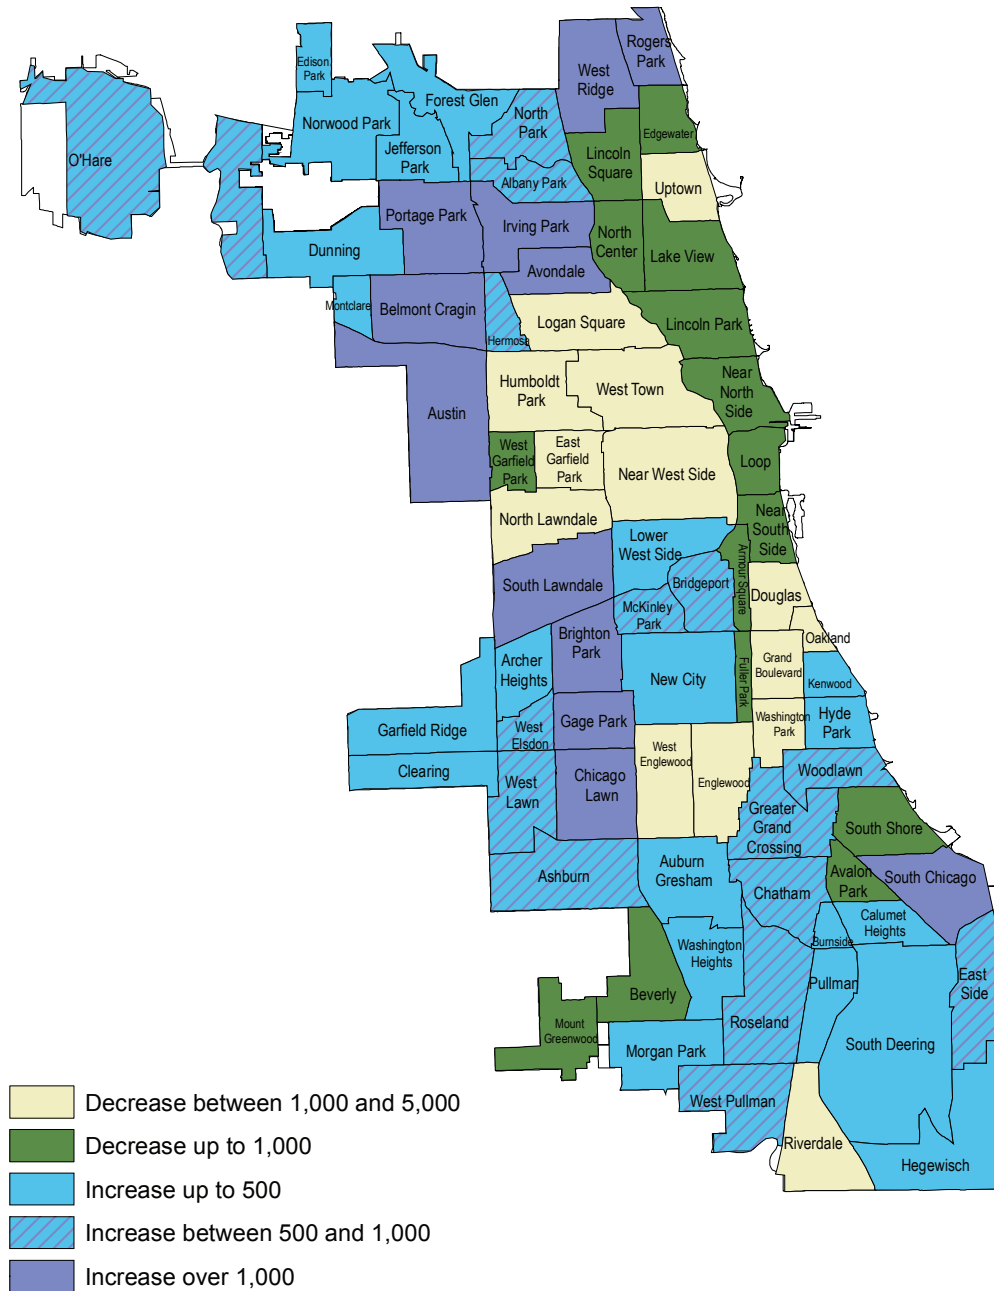 Rogers
Park
Edison
Park
West
Ridge
Forest Glen
North
Park
Norwood Park
Edgewater
Jefferson
Park
Lincoln
Square
O'Hare
Albany Park
Uptown
Portage Park
Irving Park
North
Center
Dunning
Lake View
Avondale
Montclare
Belmont Cragin
Logan Square
Lincoln Park
Hermosa
Humboldt
Park
West Town
Near
North
Side
Austin
West
Garfield
Park
East
Garfield
Park
Near West Side
Loop
North Lawndale
Near
South
Side
Lower
West Side
Armour Square
South Lawndale
Bridgeport
Douglas
McKinley
Park
Brighton
Park
Oakland
Archer
Heights
New City
Fuller Park
Grand
Boulevard
Kenwood
Garfield Ridge
West
Elsdon
Gage Park
Washington
Park
Hyde
Park
Clearing
West
Lawn
Chicago
Lawn
West
Englewood
Englewood
Woodlawn
Greater
Grand
Crossing
South Shore
Ashburn
Auburn
Gresham
Chatham
Avalon
Park
South Chicago
Calumet
Heights
Burnside
Washington
Heights
East
Side
Beverly
Pullman
Mount
Greenwood
Roseland
Morgan Park
South Deering
West Pullman
Riverdale
Hegewisch
Decrease between 1,000 and 5,000
Decrease up to 1,000
Increase up to 500
Increase between 500 and 1,000
Increase over 1,000